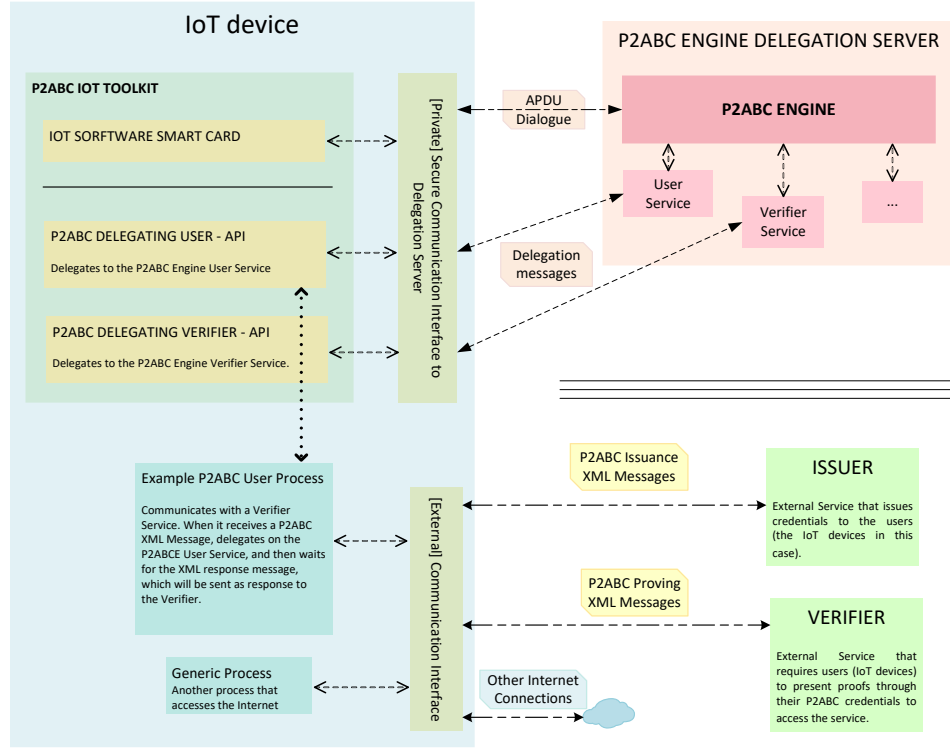 IoT device
P2ABC IOT TOOLKIT
IOT SORFTWARE SMART CARD
P2ABC DELEGATING USER - API
Delegates to the P2ABC Engine User Service
P2ABC DELEGATING VERIFIER - API
Delegates to the P2ABC Engine Verifier Service.
[Private] Secure Communication Interface to
Delegation Server
APDU
Dialogue
Delegation
messages
P2ABC ENGINE DELEGATION SERVER
P2ABC ENGINE
User
Service
Verifier
Service
...
Example P2ABC User Process
Communicates with a Verifier
Service. When it receives a P2ABC
XML Message, delegates on the
P2ABCE User Service, and then waits
for the XML response message,
which will be sent as response to
the Verifier.
Generic Process
Another process that
accesses the Internet
[External] Communication Interface
P2ABC Issuance
XML Messages
P2ABC Proving
XML Messages
Other Internet
Connections
ISSUER
External Service that issues
credentials to the users
(the IoT devices in this
case).
VERIFIER
External Service that
requires users (IoT devices)
to present proofs through
their P2ABC credentials to
access the service.